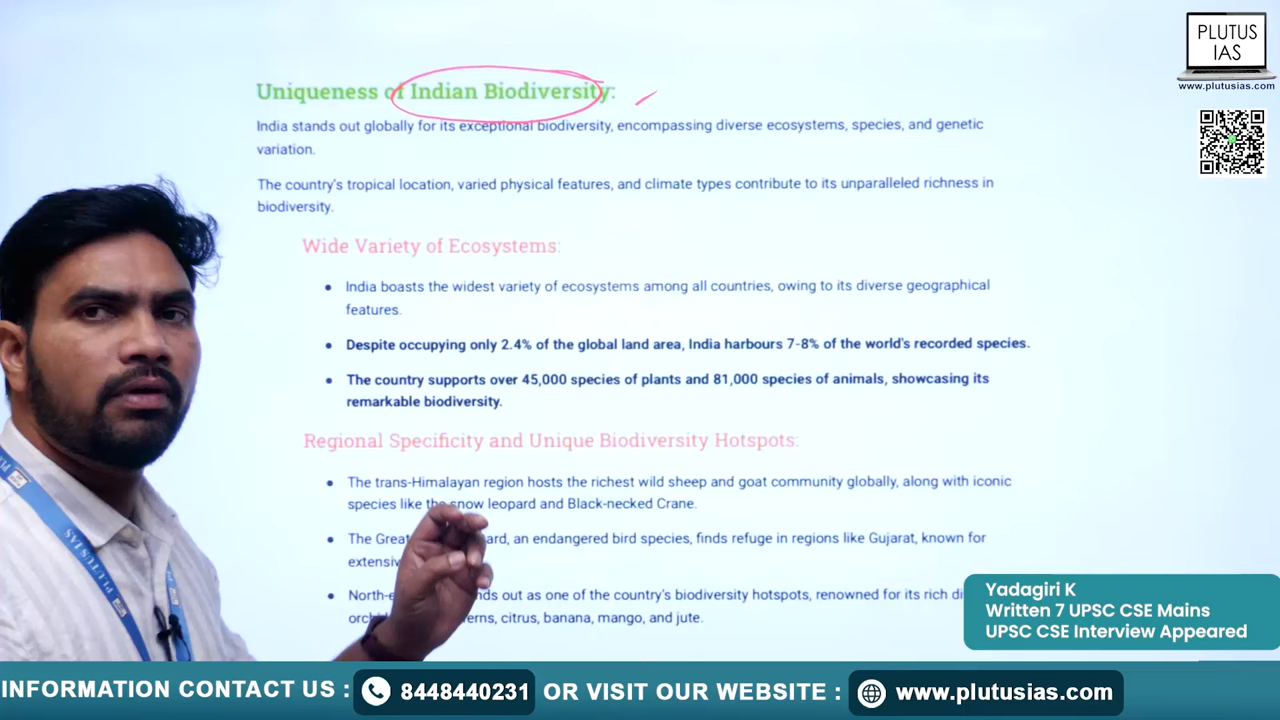 PLUTUS
IAS
www.plutusias.com
Uniqueness of Indian Biodiversity:
India stands out globally for its exceptional biodiversity, encompassing diverse ecosystems, species, and genetic
variation.
The country's tropical location, varied physical features, and climate types contribute to its unparalleled richness in
biodiversity.
Wide Variety of Ecosystems:
India boasts the widest variety of ecosystems among all countries, owing to its diverse geographical
features.
Despite occupying only 2.4% of the global land area, India harbours 7-8% of the world's recorded species.
The country supports over 45,000 species of plants and 81,000 species of animals, showcasing its
remarkable biodiversity.
Regional Specificity and Unique Biodiversity Hotspots:
The trans-Himalayan region hosts the richest wild sheep and goat community globally, along with iconic
species like the snow leopard and Black-necked Crane.
The Great an endangered bird species, finds refuge in regions like Gujarat, known for
out as one of the country's biodiversity hotspots, renowned for its rich
citrus, banana, mango, and jute.
PLUTUS IAS
Yadagiri K
Written 7 UPSC CSE Mains
UPSC CSE Interview Appeared
INFORMATION CONTACT US : 8448440231 OR VISIT OUR WEBSITE : www.plutusias.com